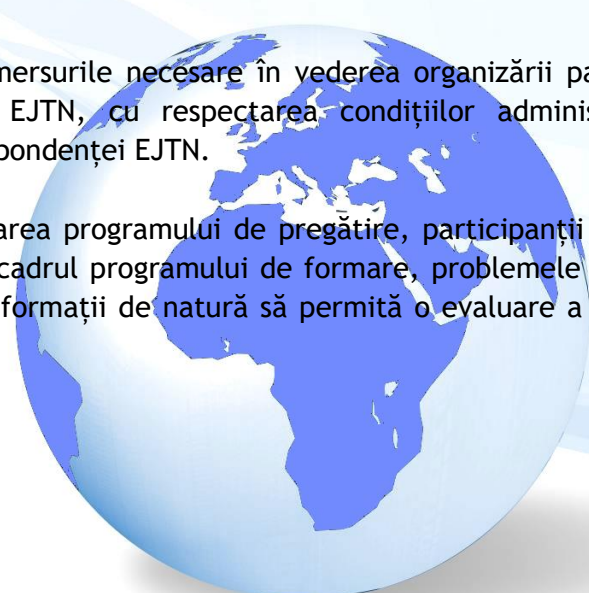 mersurile necesare în vederea organizării pa
EJTN, cu respectarea condițiilor adminis
pondenței EJTN.
area programului de pregătire, participanții
cadrul programului de formare, problemele
formații de natură să permită o evaluare a